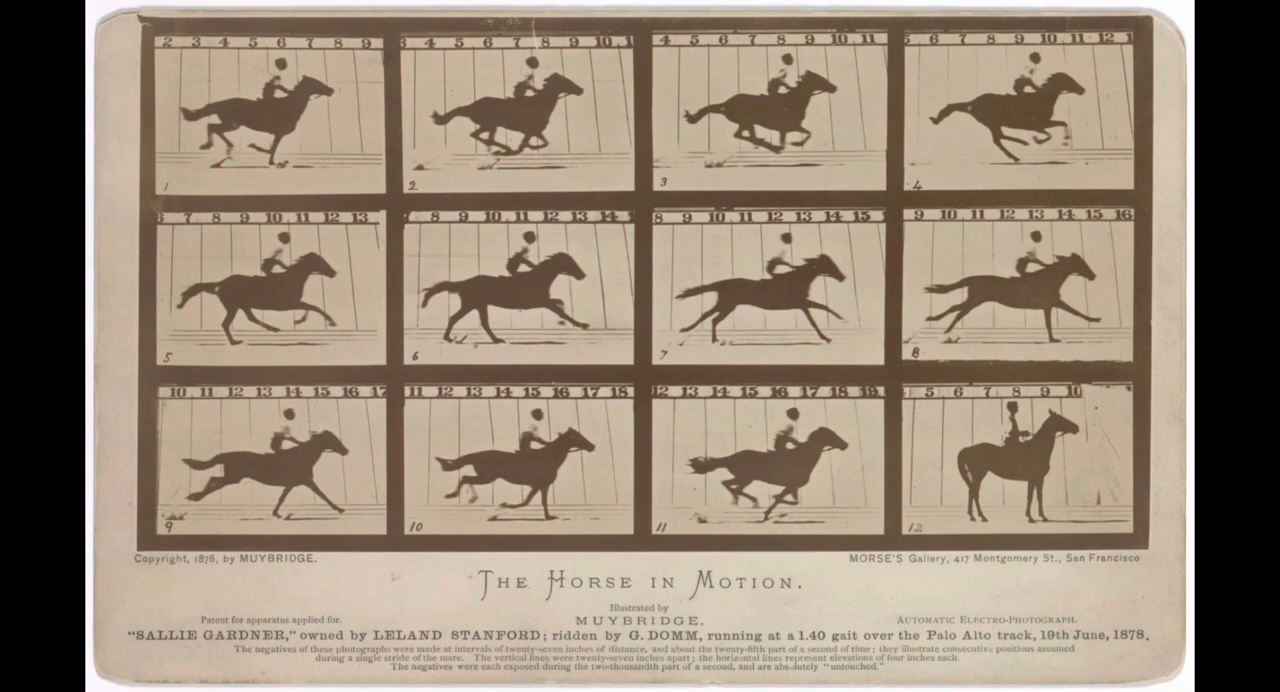 2 3 4 5 6 7 8 9
3 4 5 6 7 8 9 10 1
4 5 6 7 8 9 10 11
5 6 7 8 9 10 11 12 1
1
2
3
4
6 7 8 9 10 11 12 13
7 8 9 10 11 12 13 14 1
8 9 10 11 12 13 14 15 1
9 10 11 12 13 14 15 16
5
6
7
8
10 11 12 13 14 15 16 17
11 12 13 14 15 16 17 18
12 13 14 15 16 17 18 19
5 6 7 8 9 10
9
10
11
12
Copyright, 1878, by MUYBRIDGE.
MORSE'S Gallery, 417 Montgomery St., San Francisco
THE HORSE IN MOTION.
Illustrated by
Patent for apparatus applied for.
MUYBRIDGE.
AUTOMATIC ELECTRO-PHOTOGRAPH.
"SALLIE GARDNER," owned by LELAND STANFORD; ridden by G. DOMM, running at a 1.40 gait over the Palo Alto track, 19th June, 1878.
The negatives of these photographs were made at intervals of twenty-seven inches of distance, and about the twenty-fifth part of a second of time; they illustrate consecutive positions assumed
during a single stride of the mare. The vertical lines were twenty-seven inches apart; the horizontal lines represent elevations of four inches each.
The negatives were each exposed during the two-thousandth part of a second, and are absolutely "untouched."